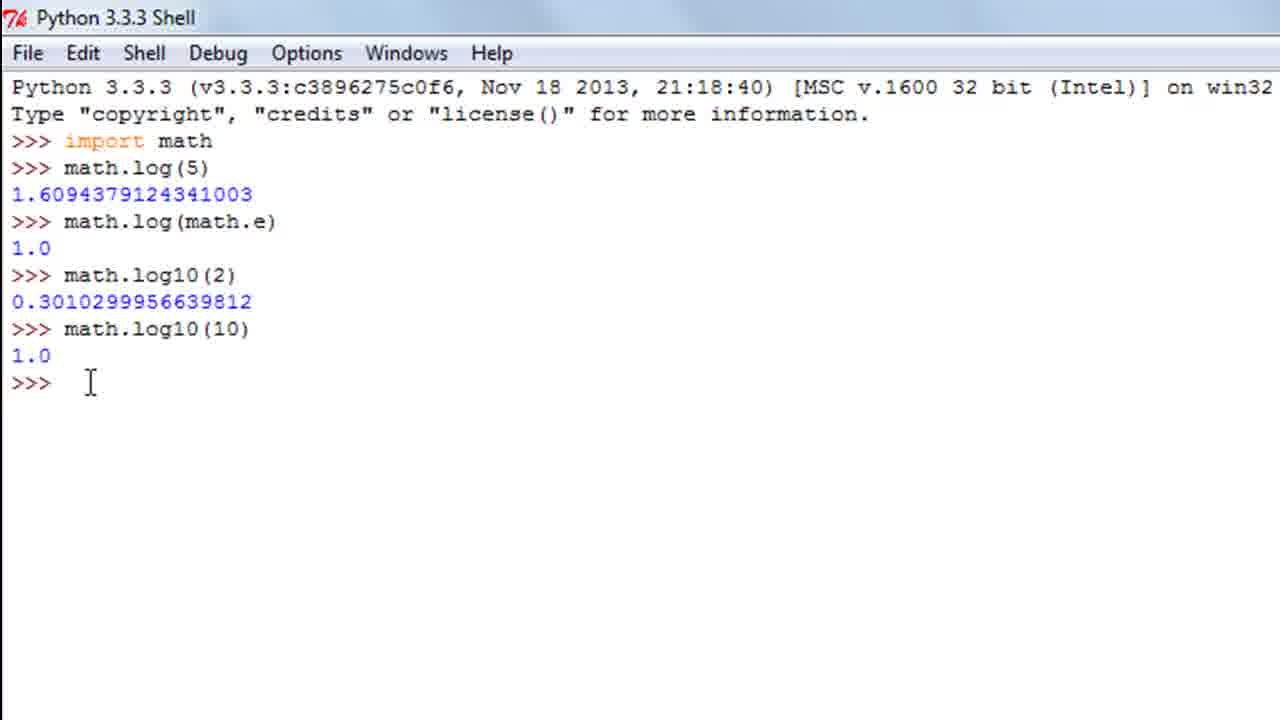 Python 3.3.3 Shell
File Edit Shell Debug Options Windows Help
Python 3.3.3 (v3.3.3:c3896275c0f6, Nov 18 2013, 21:18:40) [MSC v.1600 32 bit (Intel)] on win32
Type "copyright", "credits" or "license()" for more information.
>>> import math
>>> math.log(5)
1.6094379124341003
>>> math.log(math.e)
1.0
>>> math.log10(2)
0.3010299956639812
>>> math.log10(10)
1.0
>>>